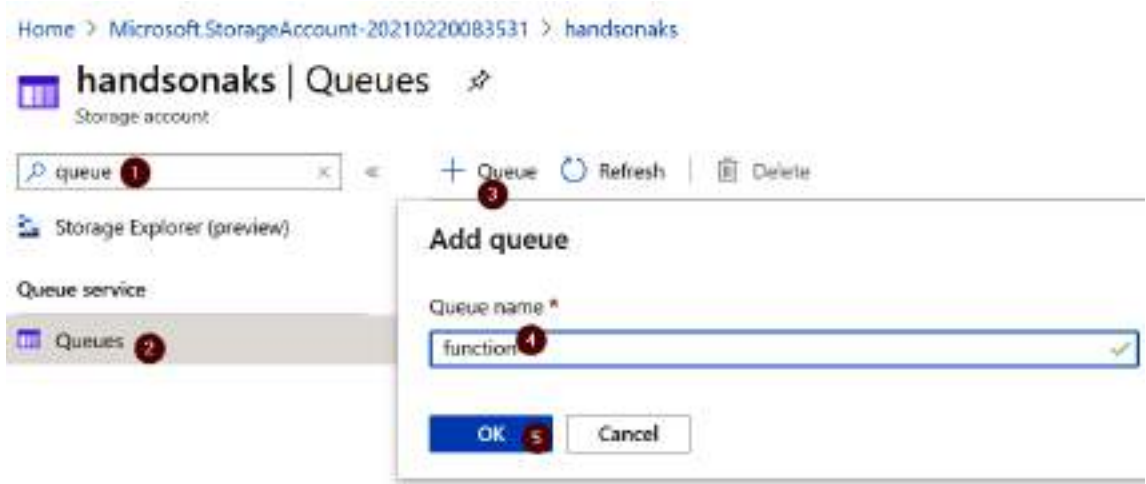 Home > Microsoft.StorageAccount-20210220083531 > handsonaks
handsonaks | Queues
Storage account
queue 1 × «
+ Queue 3 Refresh | Delete
Storage Explorer (preview)
Queue service
Queues 2
Add queue
Queue name *
function 4
OK 5 Cancel